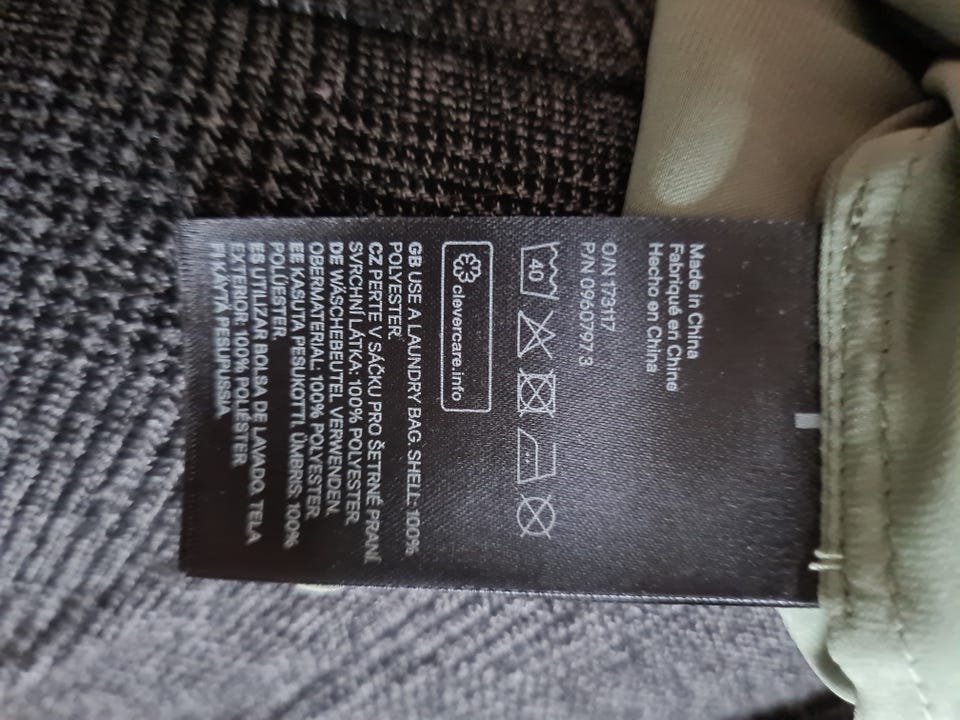 Made in China
Fabriqué en Chine
Hecho en China
O/N 173117
P/N 09607973
40
clevercare.info
GB USE A LAUNDRY BAG. SHELL: 100%
POLYESTER.
CZ PERTE V SÁČKU PRO ŠETRNÉ PRANÍ
SVRCHNÍ LÁTKA: 100% POLYESTER
DE WÄSCHEBEUTEL VERWENDEN.
OBERMATERIAL: 100% POLYESTER
EE KASUTA PESUKOTTI. ÜMBRIS: 100%
POLÜESTER.
ES UTILIZAR BOLSA DE LAVADO. TELA
EXTERIOR: 100% POLIÉSTER
FI KÄYTÄ PESUPUSSIA.